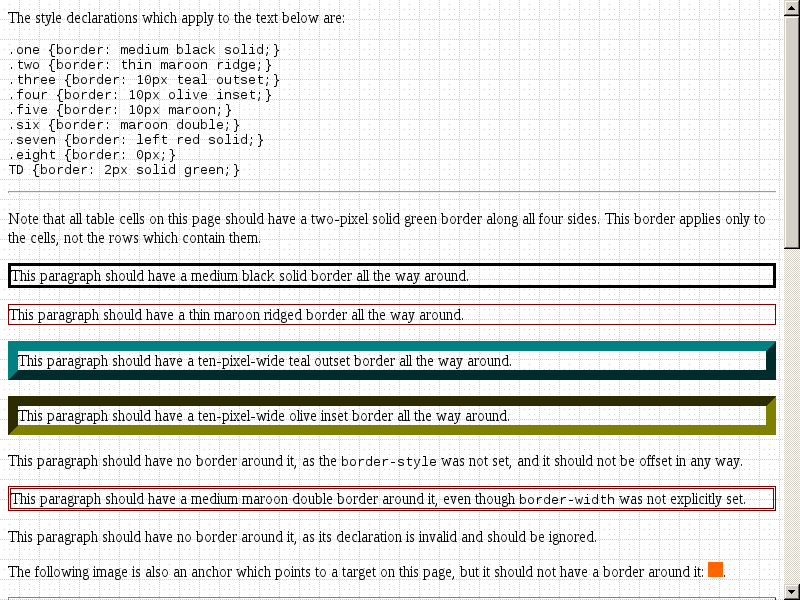 The style declarations which apply to the text below are:
.one {border: medium black solid;}
.two {border: thin maroon ridge;}
.three {border: 10px teal outset;}
.four {border: 10px olive inset;}
.five {border: 10px maroon;}
.six {border: maroon double;}
.seven {border: left red solid;}
.eight {border: 0px;}
TD {border: 2px solid green;}
Note that all table cells on this page should have a two-pixel solid green border along all four sides. This border applies only to
the cells, not the rows which contain them.
This paragraph should have a medium black solid border all the way around.
This paragraph should have a thin maroon ridged border all the way around.
This paragraph should have a ten-pixel-wide teal outset border all the way around.
This paragraph should have a ten-pixel-wide olive inset border all the way around.
This paragraph should have no border around it, as the border-style was not set, and it should not be offset in any way.
This paragraph should have a medium maroon double border around it, even though border-width was not explicitly set.
This paragraph should have no border around it, as its declaration is invalid and should be ignored.
The following image is also an anchor which points to a target on this page, but it should not have a border around it: .